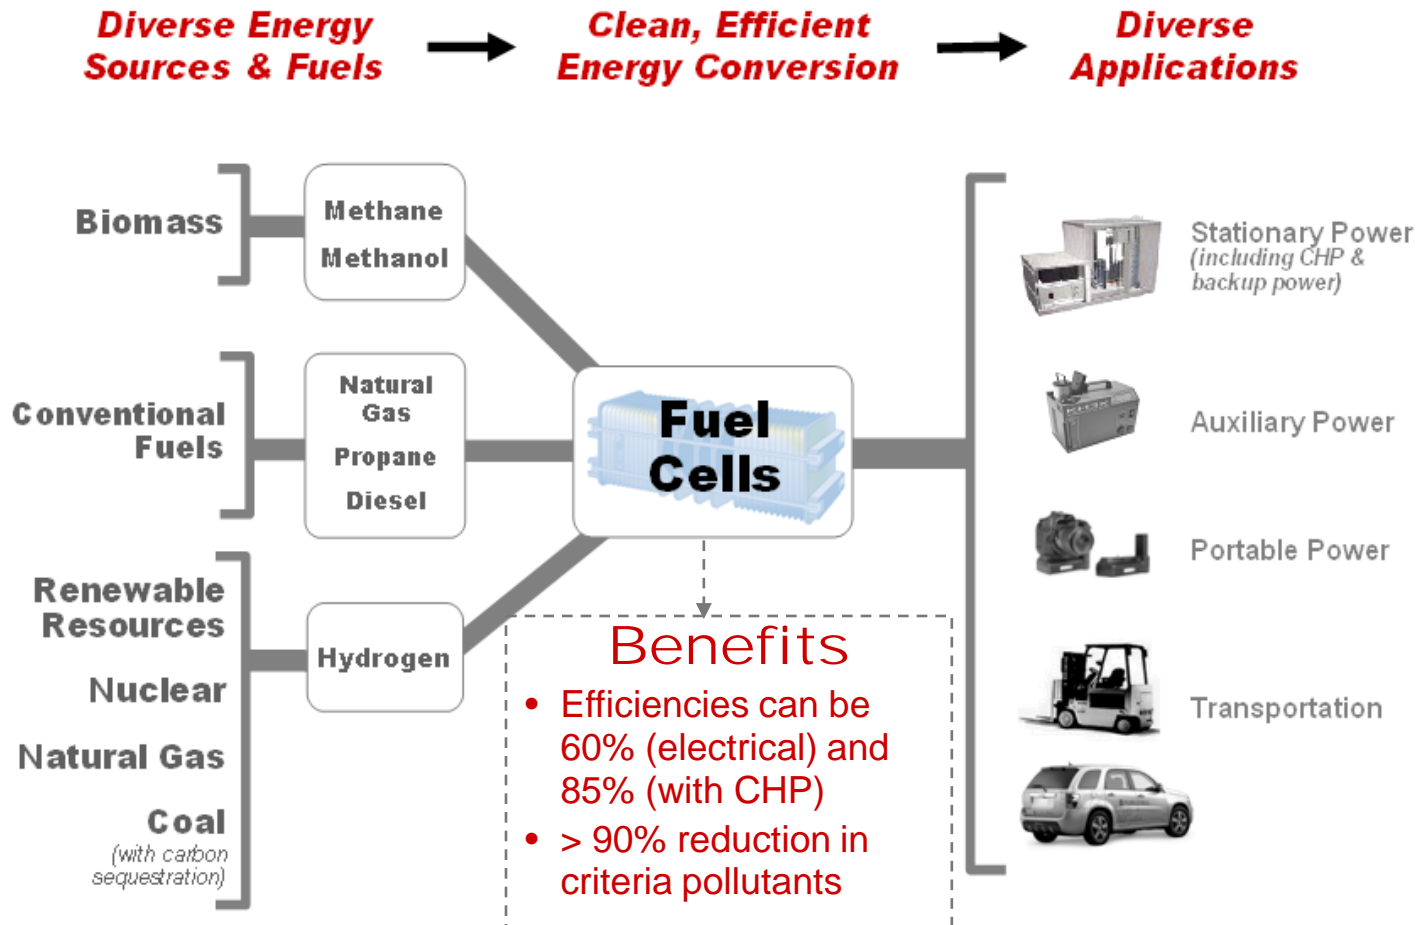 Diverse Energy
Sources & Fuels
Clean, Efficient
Energy Conversion
Diverse
Applications
Biomass
Methane
Methanol
Conventional
Fuels
Natural
Gas
Propane
Diesel
Renewable
Resources
Nuclear
Natural Gas
Coal
(with carbon
sequestration)
Hydrogen
Fuel
Cells
Benefits
• Efficiencies can be
60% (electrical) and
85% (with CHP)
• > 90% reduction in
criteria pollutants
Stationary Power
(including CHP &
backup power)
Auxiliary Power
Portable Power
Transportation